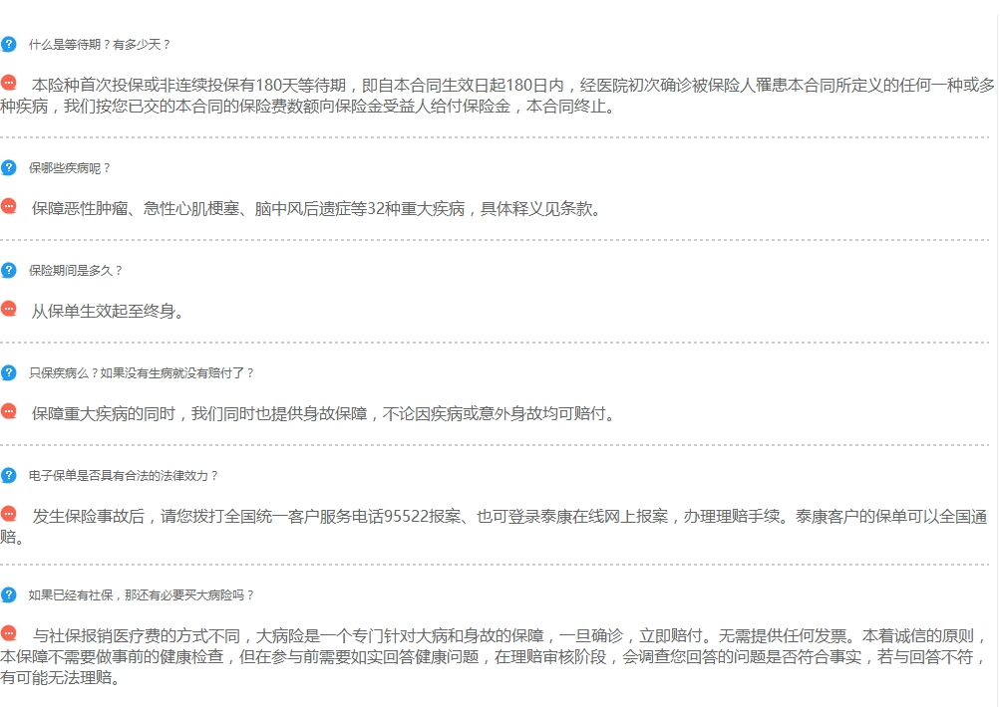 什么是等待期？有多少天？
本险种首次投保或非连续投保有180天等待期，即自本合同生效日起180日内，经医院初次确诊被保险人罹患本合同所定义的任何一种或多
种疾病，我们按您已交的本合同的保险费数额向保险金受益人给付保险金，本合同终止。
保哪些疾病呢？
保障恶性肿瘤、急性心肌梗塞、脑中风后遗症等32种重大疾病，具体释义见条款。
保险期间是多久？
从保单生效起至终身。
只保疾病么？如果没有生病就没有赔付了？
保障重大疾病的同时，我们同时也提供身故保障，不论因疾病或意外身故均可赔付。
电子保单是否具有合法的法律效力？
发生保险事故后，请您拨打全国统一客户服务电话95522报案、也可登录泰康在线网上报案，办理理赔手续。泰康客户的保单可以全国通
赔。
如果已经有社保，那还有必要买大病险吗？
与社保报销医疗费的方式不同，大病险是一个专门针对大病和身故的保障，一旦确诊，立即赔付。无需提供任何发票。本着诚信的原则，
本保障不需要做事前的健康检查，但在参与前需要如实回答健康问题，在理赔审核阶段，会调查您回答的问题是否符合事实，若与回答不符，
有可能无法理赔。